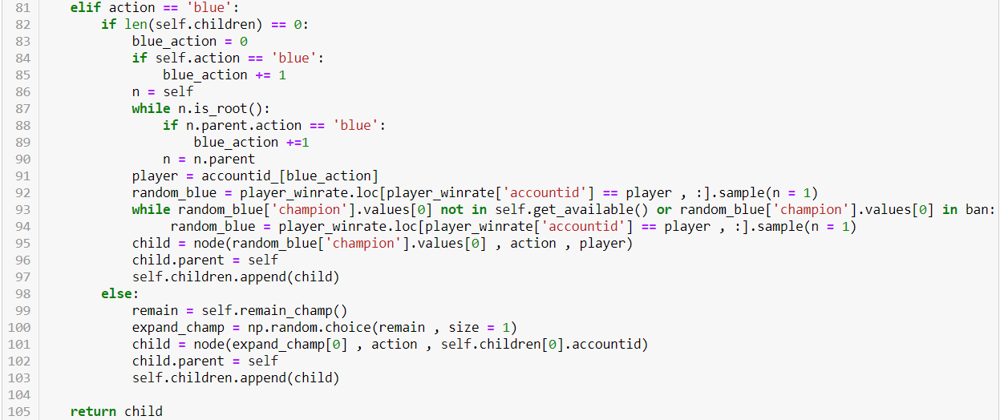 81 elif action == 'blue':
82 if len(self.children) == 0:
83 blue_action = 0
84 if self.action == 'blue':
85 blue_action += 1
86 n = self
87 while n.is_root():
88 if n.parent.action == 'blue':
89 blue_action +=1
90 n = n.parent
91 player = accountid_[blue_action]
92 random_blue = player_winrate.loc[player_winrate['accountid'] == player , :].sample(n = 1)
93 while random_blue['champion'].values[0] not in self.get_available() or random_blue['champion'].values[0] in ban:
94 random_blue = player_winrate.loc[player_winrate['accountid'] == player , :].sample(n = 1)
95 child = node(random_blue['champion'].values[0] , action , player)
96 child.parent = self
97 self.children.append(child)
98 else:
99 remain = self.remain_champ()
100 expand_champ = np.random.choice(remain , size = 1)
101 child = node(expand_champ[0] , action , self.children[0].accountid)
102 child.parent = self
103 self.children.append(child)
104
105 return child